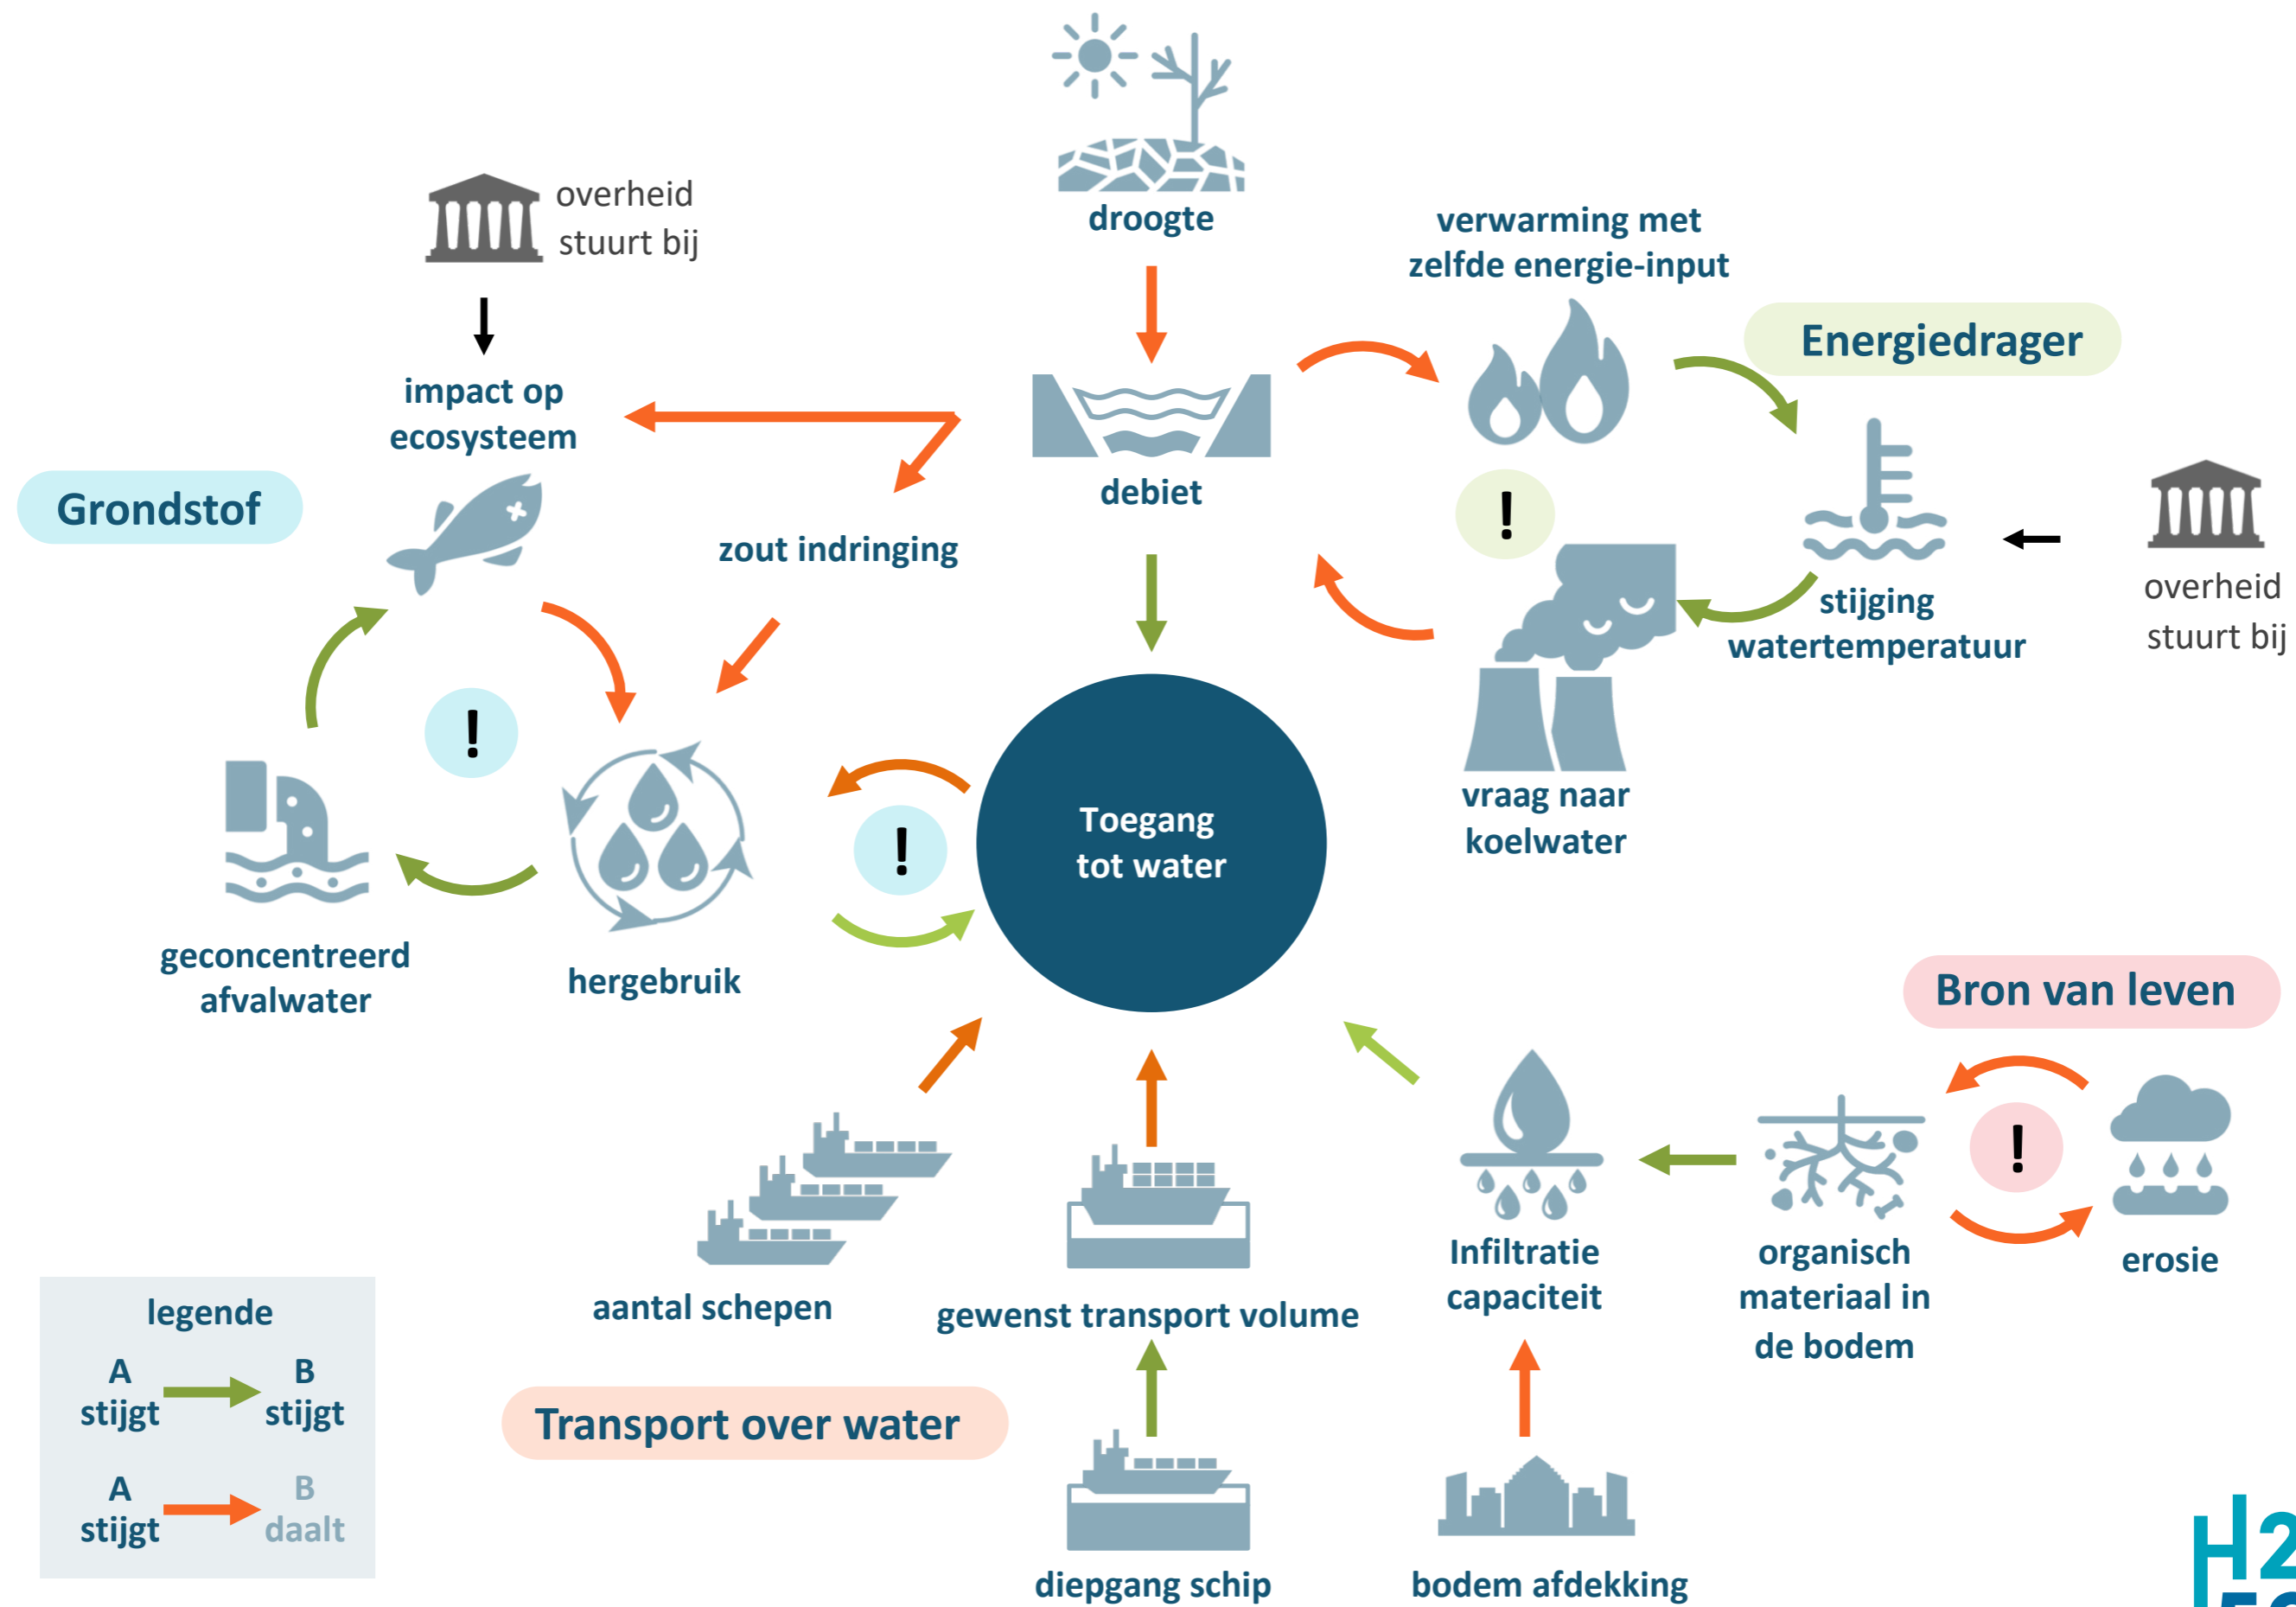 droogte
overheid
stuurt bij
verwarming met
zelfde energie-input
Energiedrager
impact op
ecosysteem
Grondstof
debiet
!
zout indringing
stijging
watertemperatuur
overheid
stuurt bij
!
vraag naar
koelwater
Toegang
tot water
!
geconcentreerd
afvalwater
hergebruik
Bron van leven
!
Infiltratie
capaciteit
organisch
materiaal in
de bodem
erosie
aantal schepen
gewenst transport volume
Transport over water
diepgang schip
bodem afdekking
legende
A
stijgt
B
stijgt
A
stijgt
B
daalt
H2